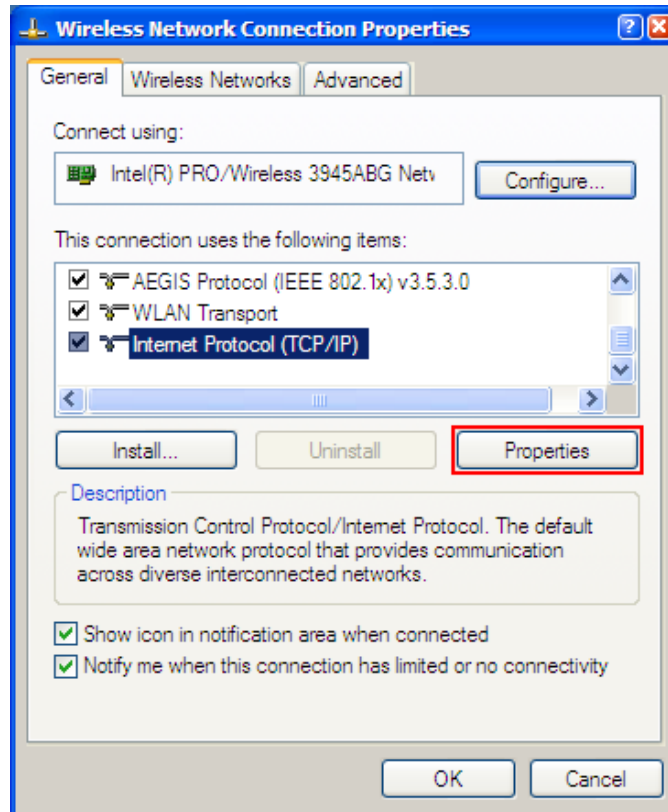 Wireless Network Connection Properties
General Wireless Networks Advanced
Connect using:
Intel(R) PRO/Wireless 3945ABG Netw
Configure...
This connection uses the following items:
AEGIS Protocol (IEEE 802.1x) v3.5.3.0
WLAN Transport
Internet Protocol (TCP/IP)
Install... Uninstall Properties
Description
Transmission Control Protocol/Internet Protocol. The default
wide area network protocol that provides communication
across diverse interconnected networks.
Show icon in notification area when connected
Notify me when this connection has limited or no connectivity
OK Cancel